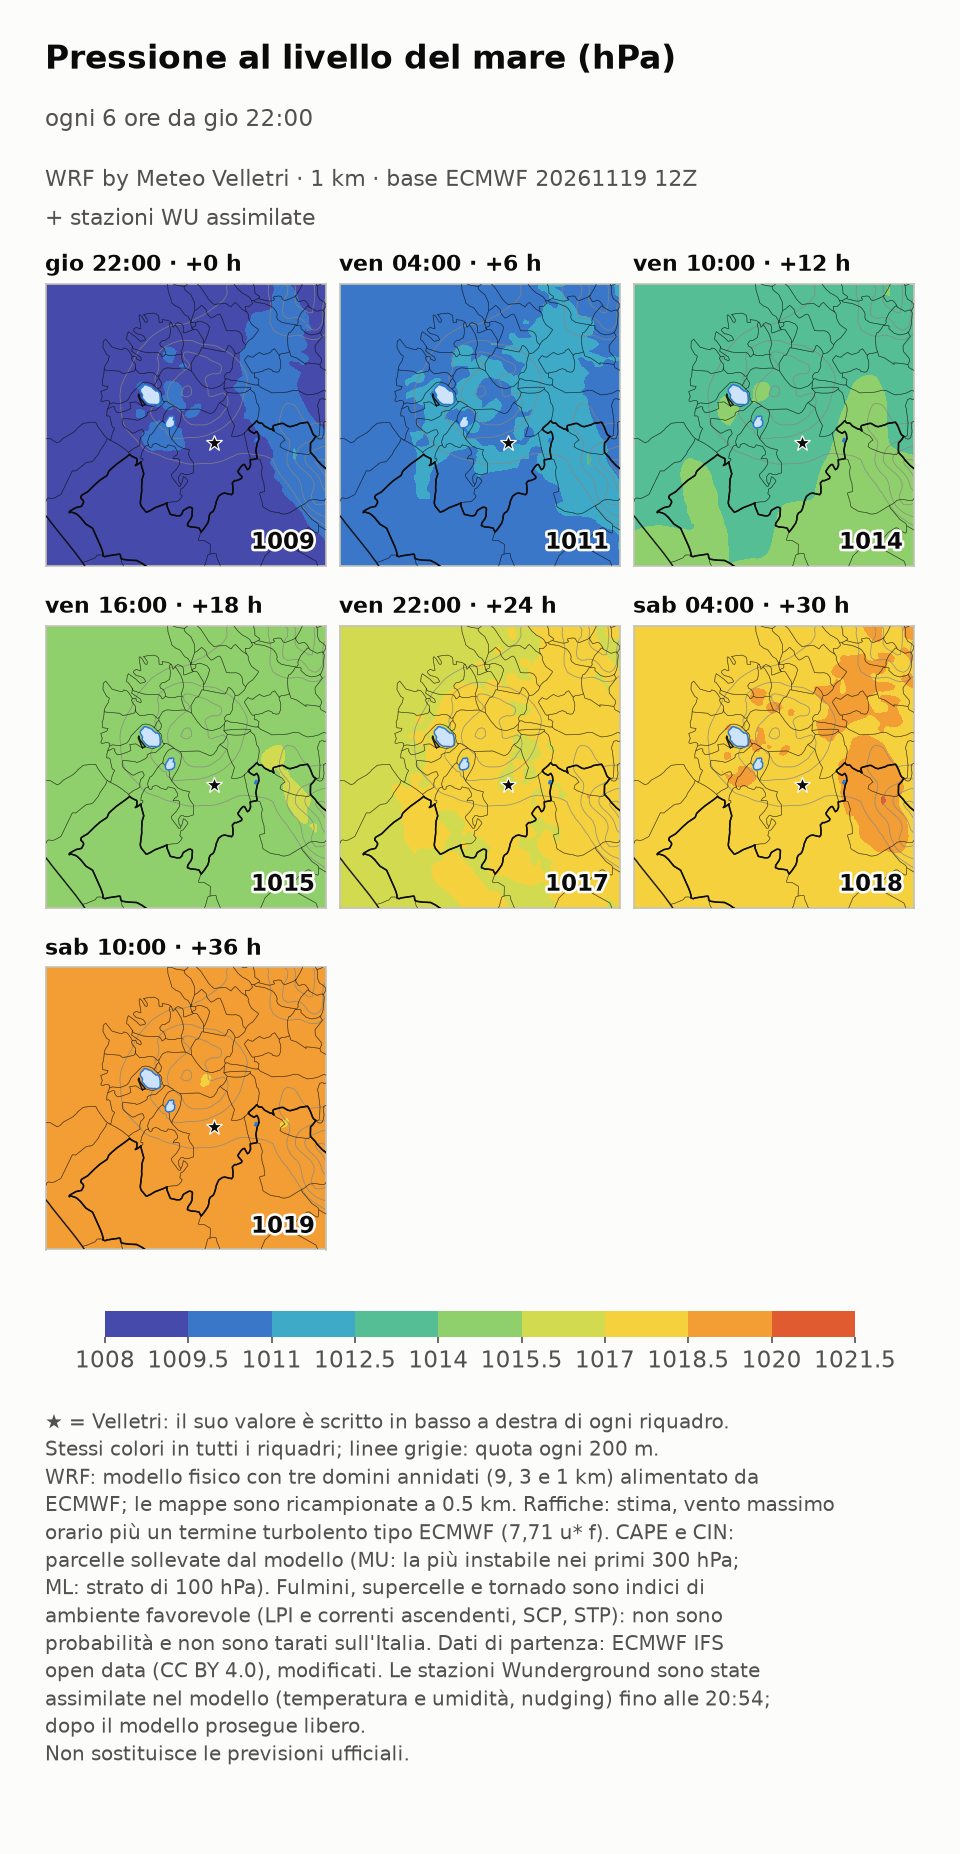 Pressione al livello del mare (hPa)
ogni 6 ore da gio 22:00
WRF by Meteo Velletri · 1 km · base ECMWF 20261119 12Z
+ stazioni WU assimilate
gio 22:00 · +0 h
ven 04:00 · +6 h
ven 10:00 · +12 h
1009
1011
1014
ven 16:00 · +18 h
ven 22:00 · +24 h
sab 04:00 · +30 h
1015
1017
1018
sab 10:00 · +36 h
1019
1008 1009.5 1011 1012.5 1014 1015.5 1017 1018.5 1020 1021.5
★ = Velletri: il suo valore è scritto in basso a destra di ogni riquadro.
Stessi colori in tutti i riquadri; linee grigie: quota ogni 200 m.
WRF: modello fisico con tre domini annidati (9, 3 e 1 km) alimentato da
ECMWF; le mappe sono ricampionate a 0.5 km. Raffiche: stima, vento massimo
orario più un termine turbolento tipo ECMWF (7,71 u* f). CAPE e CIN:
parcelle sollevate dal modello (MU: la più instabile nei primi 300 hPa;
ML: strato di 100 hPa). Fulmini, supercelle e tornado sono indici di
ambiente favorevole (LPI e correnti ascendenti, SCP, STP): non sono
probabilità e non sono tarati sull'Italia. Dati di partenza: ECMWF IFS
open data (CC BY 4.0), modificati. Le stazioni Wunderground sono state
assimilate nel modello (temperatura e umidità, nudging) fino alle 20:54;
dopo il modello prosegue libero.
Non sostituisce le previsioni ufficiali.